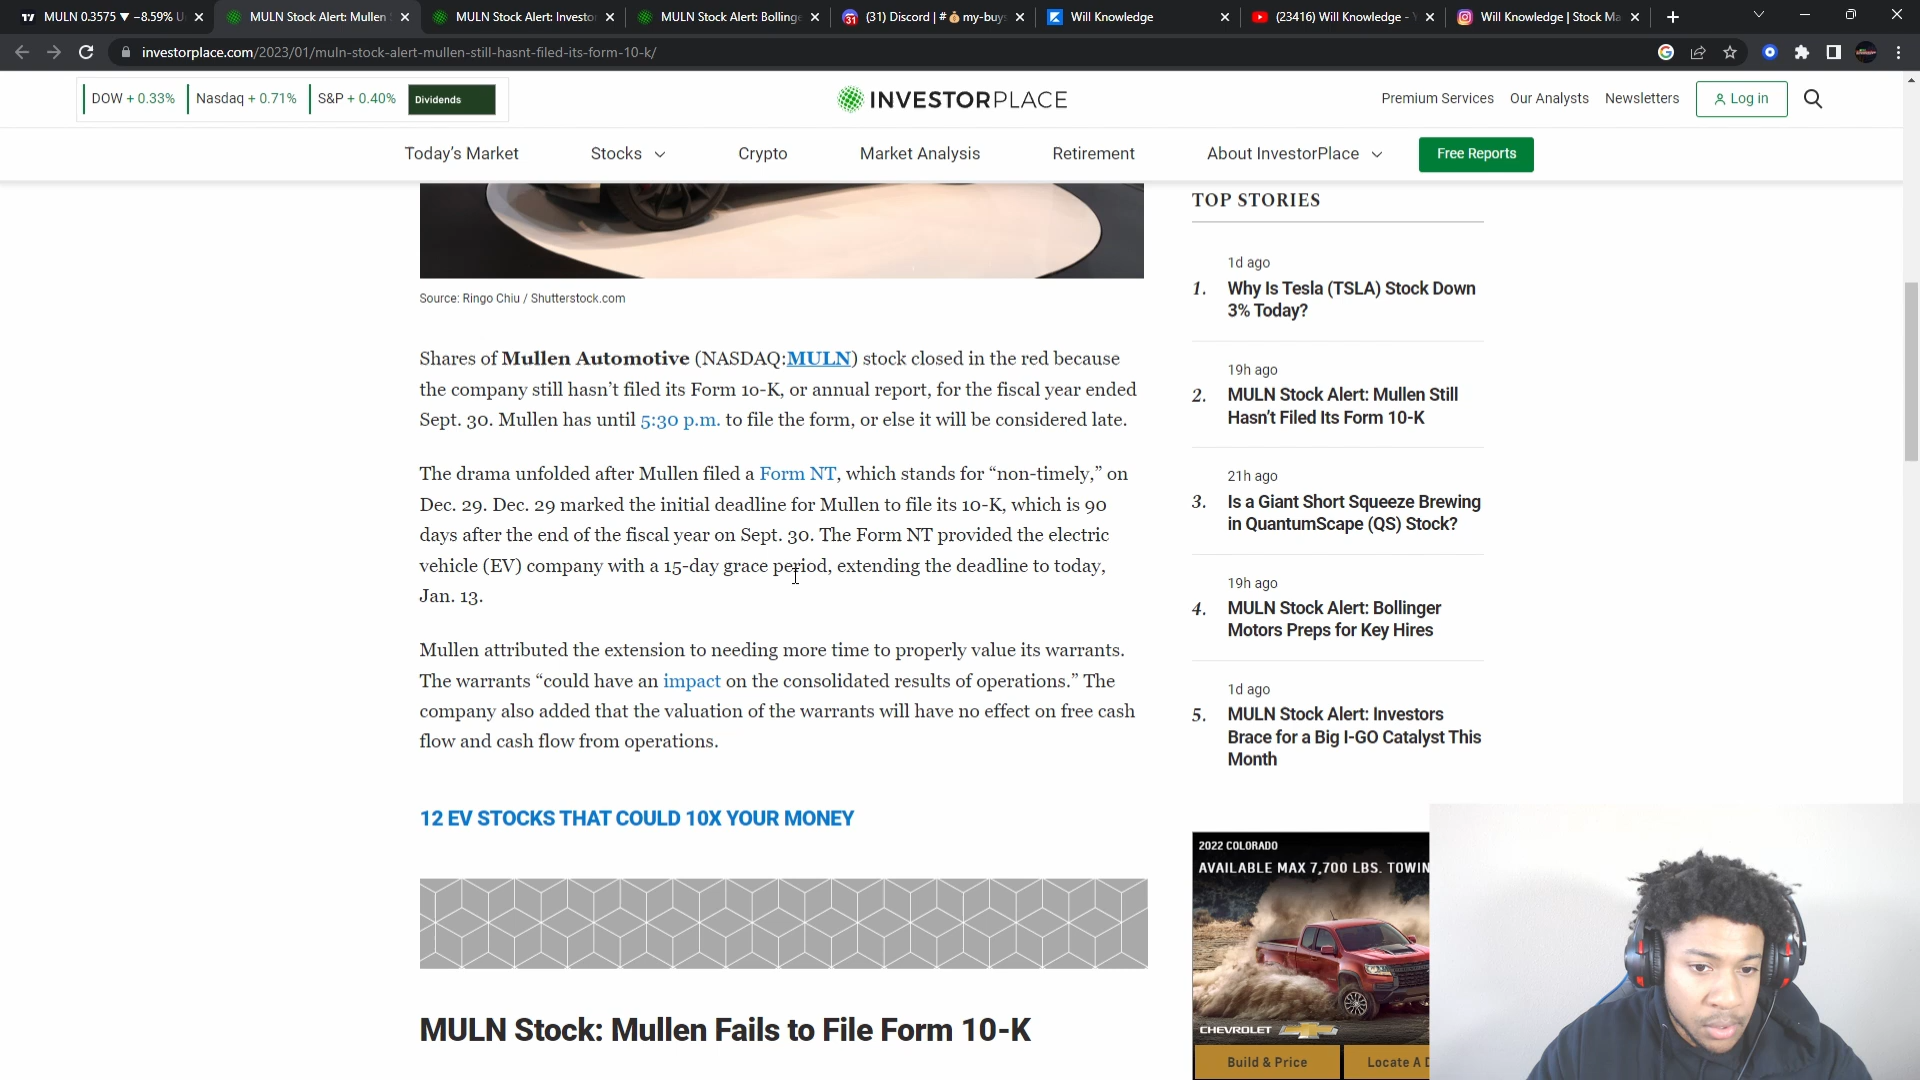 MULN 0.3575 ▼ −8.59% U
MULN Stock Alert: Mullen
MULN Stock Alert: Investor
MULN Stock Alert: Bollinge
(31) Discord | # 💰 my-buy
Will Knowledge
(23416) Will Knowledge -
Will Knowledge | Stock Ma
investorplace.com/2023/01/muln-stock-alert-mullen-still-hasnt-filed-its-form-10-k/
DOW + 0.33%
Nasdaq + 0.71%
S&P + 0.40%
Dividends
INVESTORPLACE
Premium Services
Our Analysts
Newsletters
Log in
Today's Market
Stocks
Crypto
Market Analysis
Retirement
About InvestorPlace
Free Reports
Source: Ringo Chiu / Shutterstock.com
Shares of Mullen Automotive (NASDAQ:MULN) stock closed in the red because
the company still hasn't filed its Form 10-K, or annual report, for the fiscal year ended
Sept. 30. Mullen has until 5:30 p.m. to file the form, or else it will be considered late.
The drama unfolded after Mullen filed a Form NT, which stands for “non-timely,” on
Dec. 29. Dec. 29 marked the initial deadline for Mullen to file its 10-K, which is 90
days after the end of the fiscal year on Sept. 30. The Form NT provided the electric
vehicle (EV) company with a 15-day grace period, extending the deadline to today,
Jan. 13.
Mullen attributed the extension to needing more time to properly value its warrants.
The warrants “could have an impact on the consolidated results of operations.” The
company also added that the valuation of the warrants will have no effect on free cash
flow and cash flow from operations.
12 EV STOCKS THAT COULD 10X YOUR MONEY
MULN Stock: Mullen Fails to File Form 10-K
TOP STORIES
1d ago
1. Why Is Tesla (TSLA) Stock Down
3% Today?
19h ago
2. MULN Stock Alert: Mullen Still
Hasn't Filed Its Form 10-K
21h ago
3. Is a Giant Short Squeeze Brewing
in QuantumScape (QS) Stock?
19h ago
4. MULN Stock Alert: Bollinger
Motors Preps for Key Hires
1d ago
5. MULN Stock Alert: Investors
Brace for a Big I-GO Catalyst This
Month
2022 COLORADO
AVAILABLE MAX 7,700 LBS. TOWIN
CHEVROLET
Build & Price
Locate A D